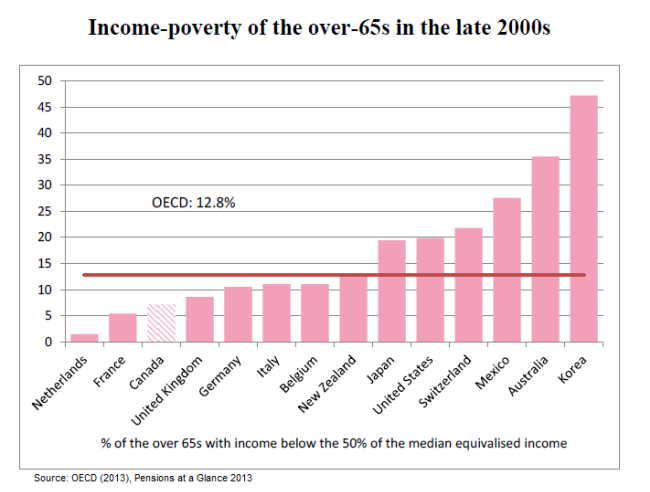 Income-poverty of the over-65s in the late 2000s
50
45
40
35
30
25
20
15
10
5
0
OECD: 12.8%
Netherlands
France
Canada
United Kingdom
Germany
Italy
Belgium
New Zealand
Japan
United States
Switzerland
Mexico
Australia
Korea
% of the over 65s with income below the 50% of the median equivalised income
Source: OECD (2013), Pensions at a Glance 2013